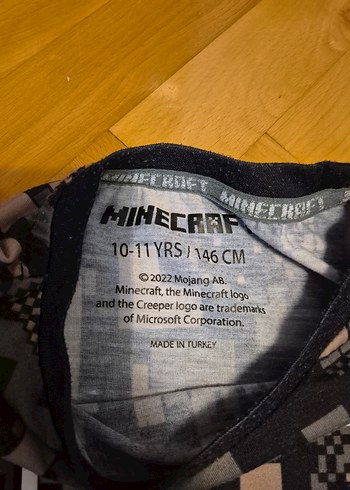 MINECRAFT MINECRAFT
MINECRAF
10-11 YRS / 146 CM
©2022 Mojang AB.
Minecraft, the Minecraft logo
and the Creeper logo are trademarks
of Microsoft Corporation.
MADE IN TURKEY